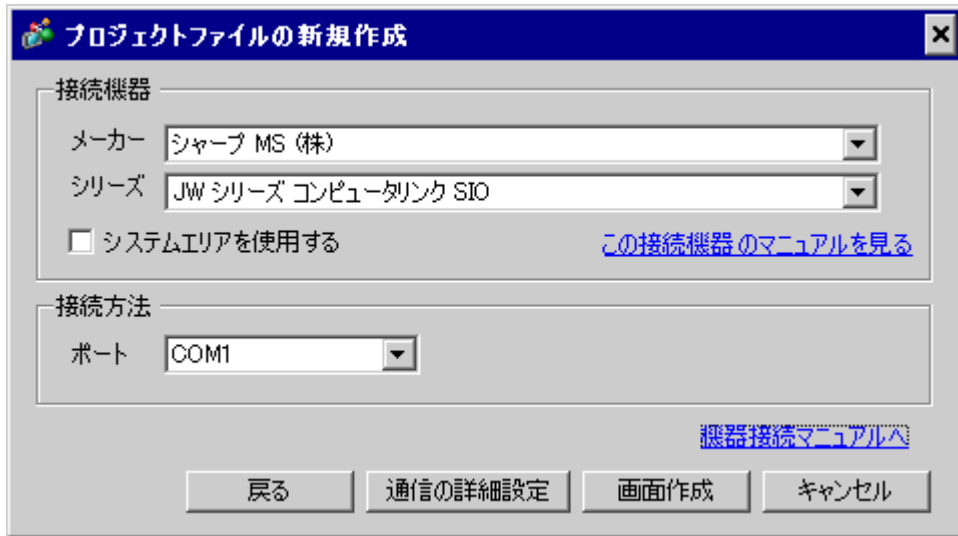 プロジェクトファイルの新規作成
接続機器
メーカー シャープ MS (株)
シリーズ JW シリーズ コンピュータリンク SIO
システムエリアを使用する この接続機器のマニュアルを見る
接続方法
ポート COM1
機器接続マニュアルへ
戻る 通信の詳細設定 画面作成 キャンセル